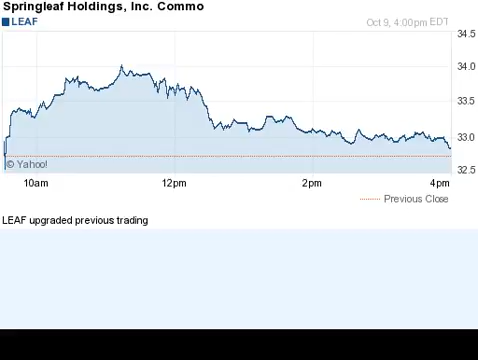 Springleaf Holdings, Inc. Commo
LEAF
Oct 9, 4:00pm EDT
34.5
34.0
33.5
33.0
32.5
© Yahoo!
10am 12pm 2pm 4pm
Previous Close
LEAF upgraded previous trading